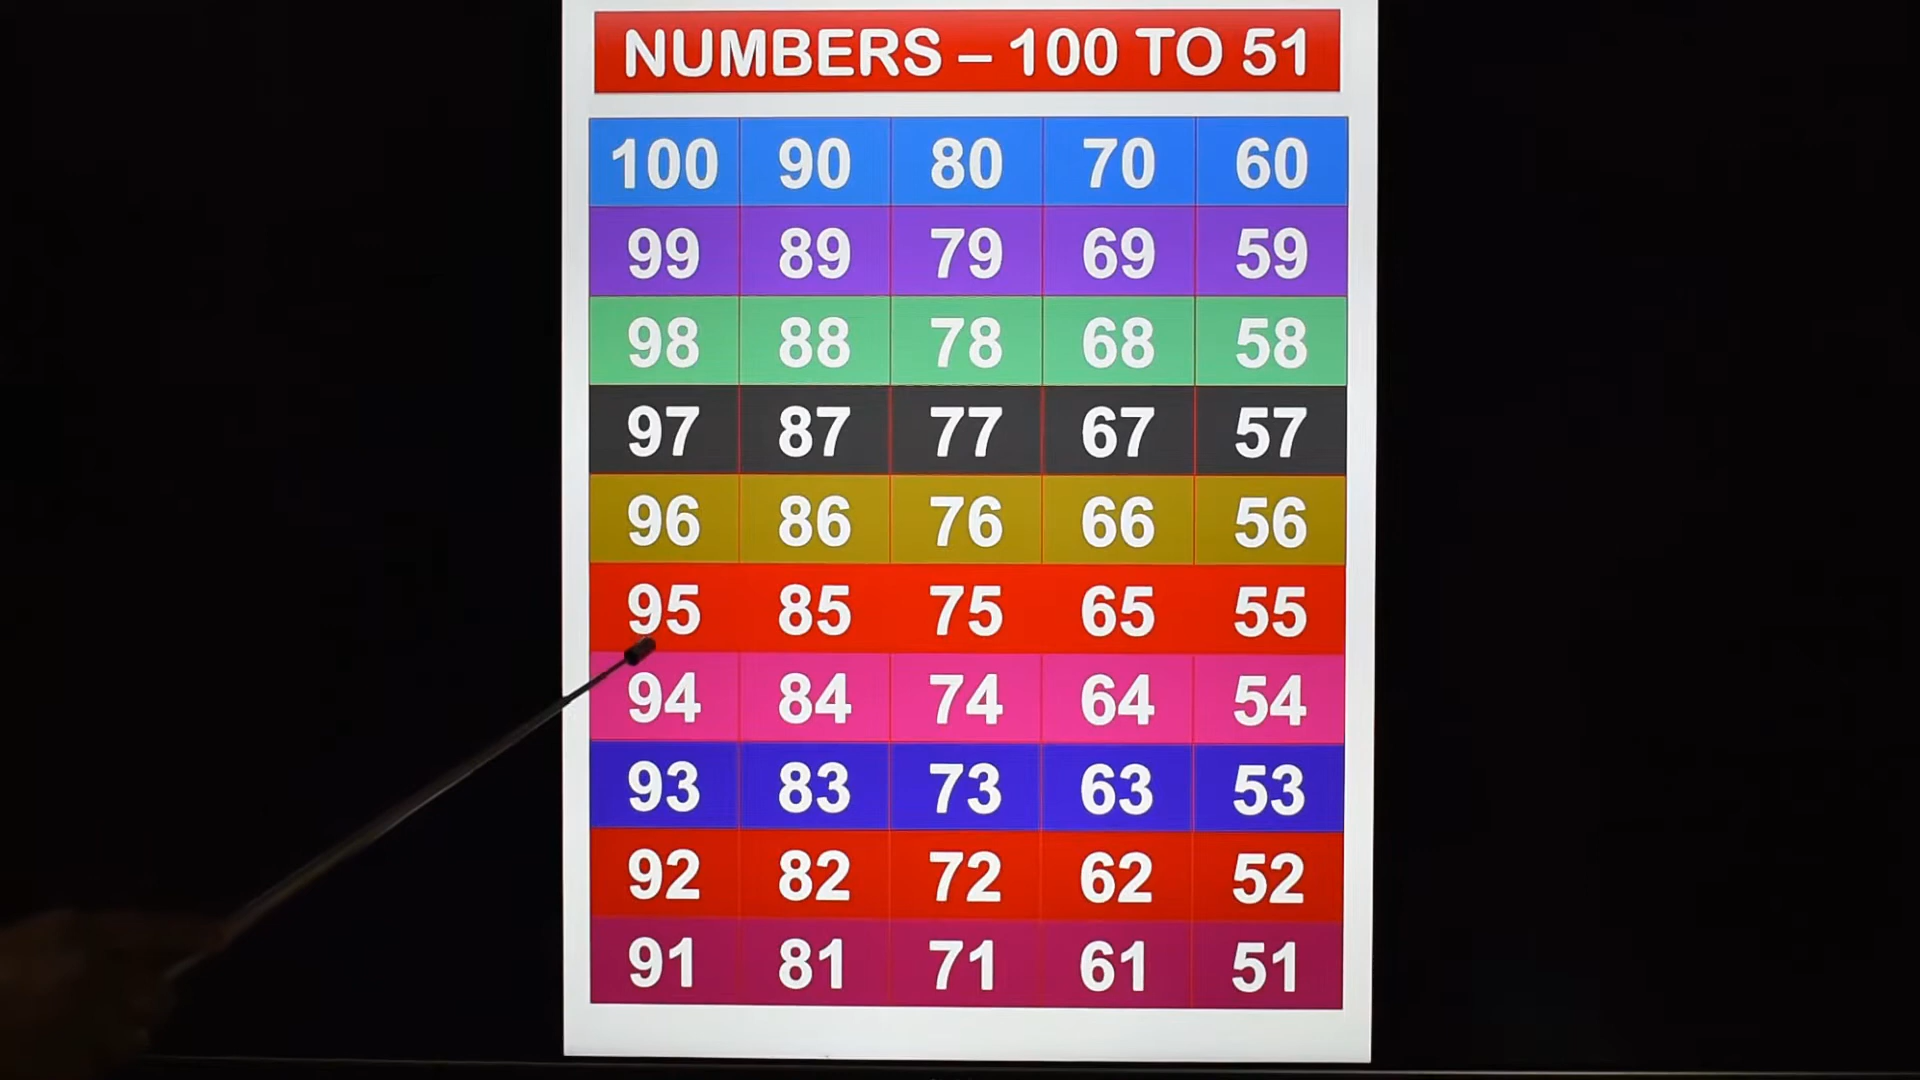 NUMBERS – 100 TO 51
100 90 80 70 60
99 89 79 69 59
98 88 78 68 58
97 87 77 67 57
96 86 76 66 56
95 85 75 65 55
94 84 74 64 54
93 83 73 63 53
92 82 72 62 52
91 81 71 61 51